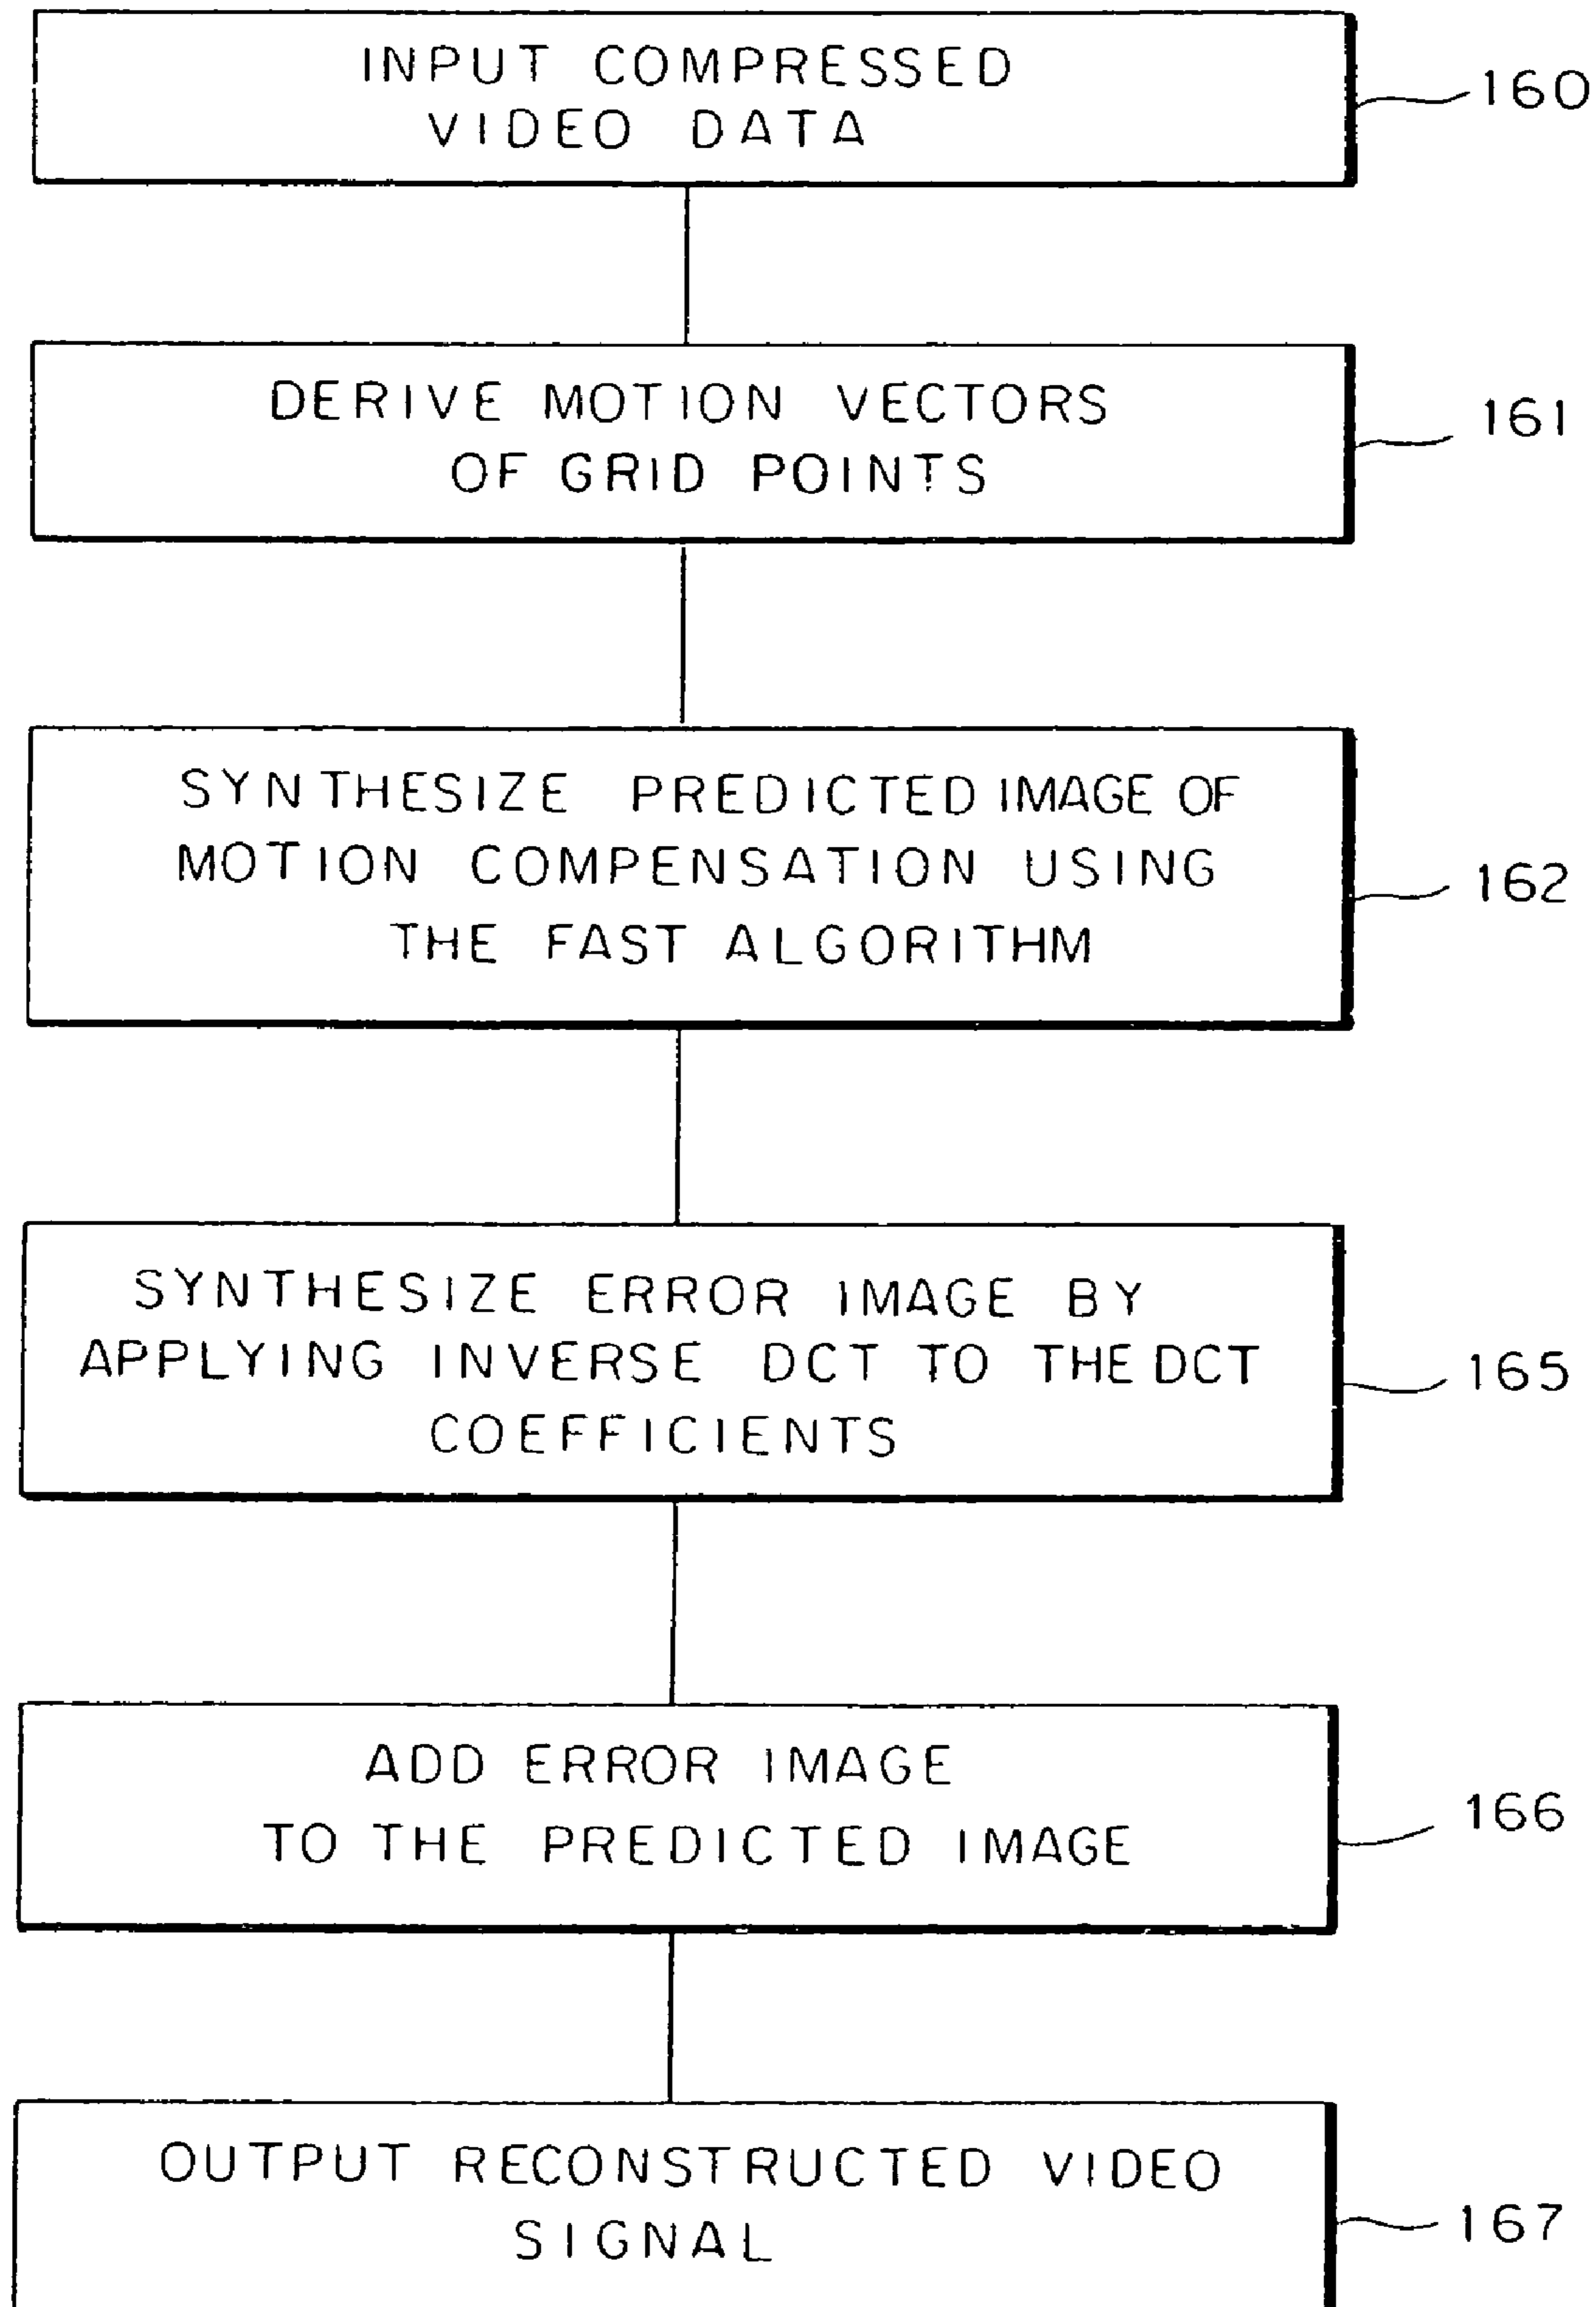 INPUT COMPRESSED
VIDEO DATA
160
DERIVE MOTION VECTORS
OF GRID POINTS
161
SYNTHESIZE PREDICTED IMAGE OF
MOTION COMPENSATION USING
THE FAST ALGORITHM
162
SYNTHESIZE ERROR IMAGE BY
APPLYING INVERSE DCT TO THE DCT
COEFFICIENTS
165
ADD ERROR IMAGE
TO THE PREDICTED IMAGE
166
OUTPUT RECONSTRUCTED VIDEO
SIGNAL
167